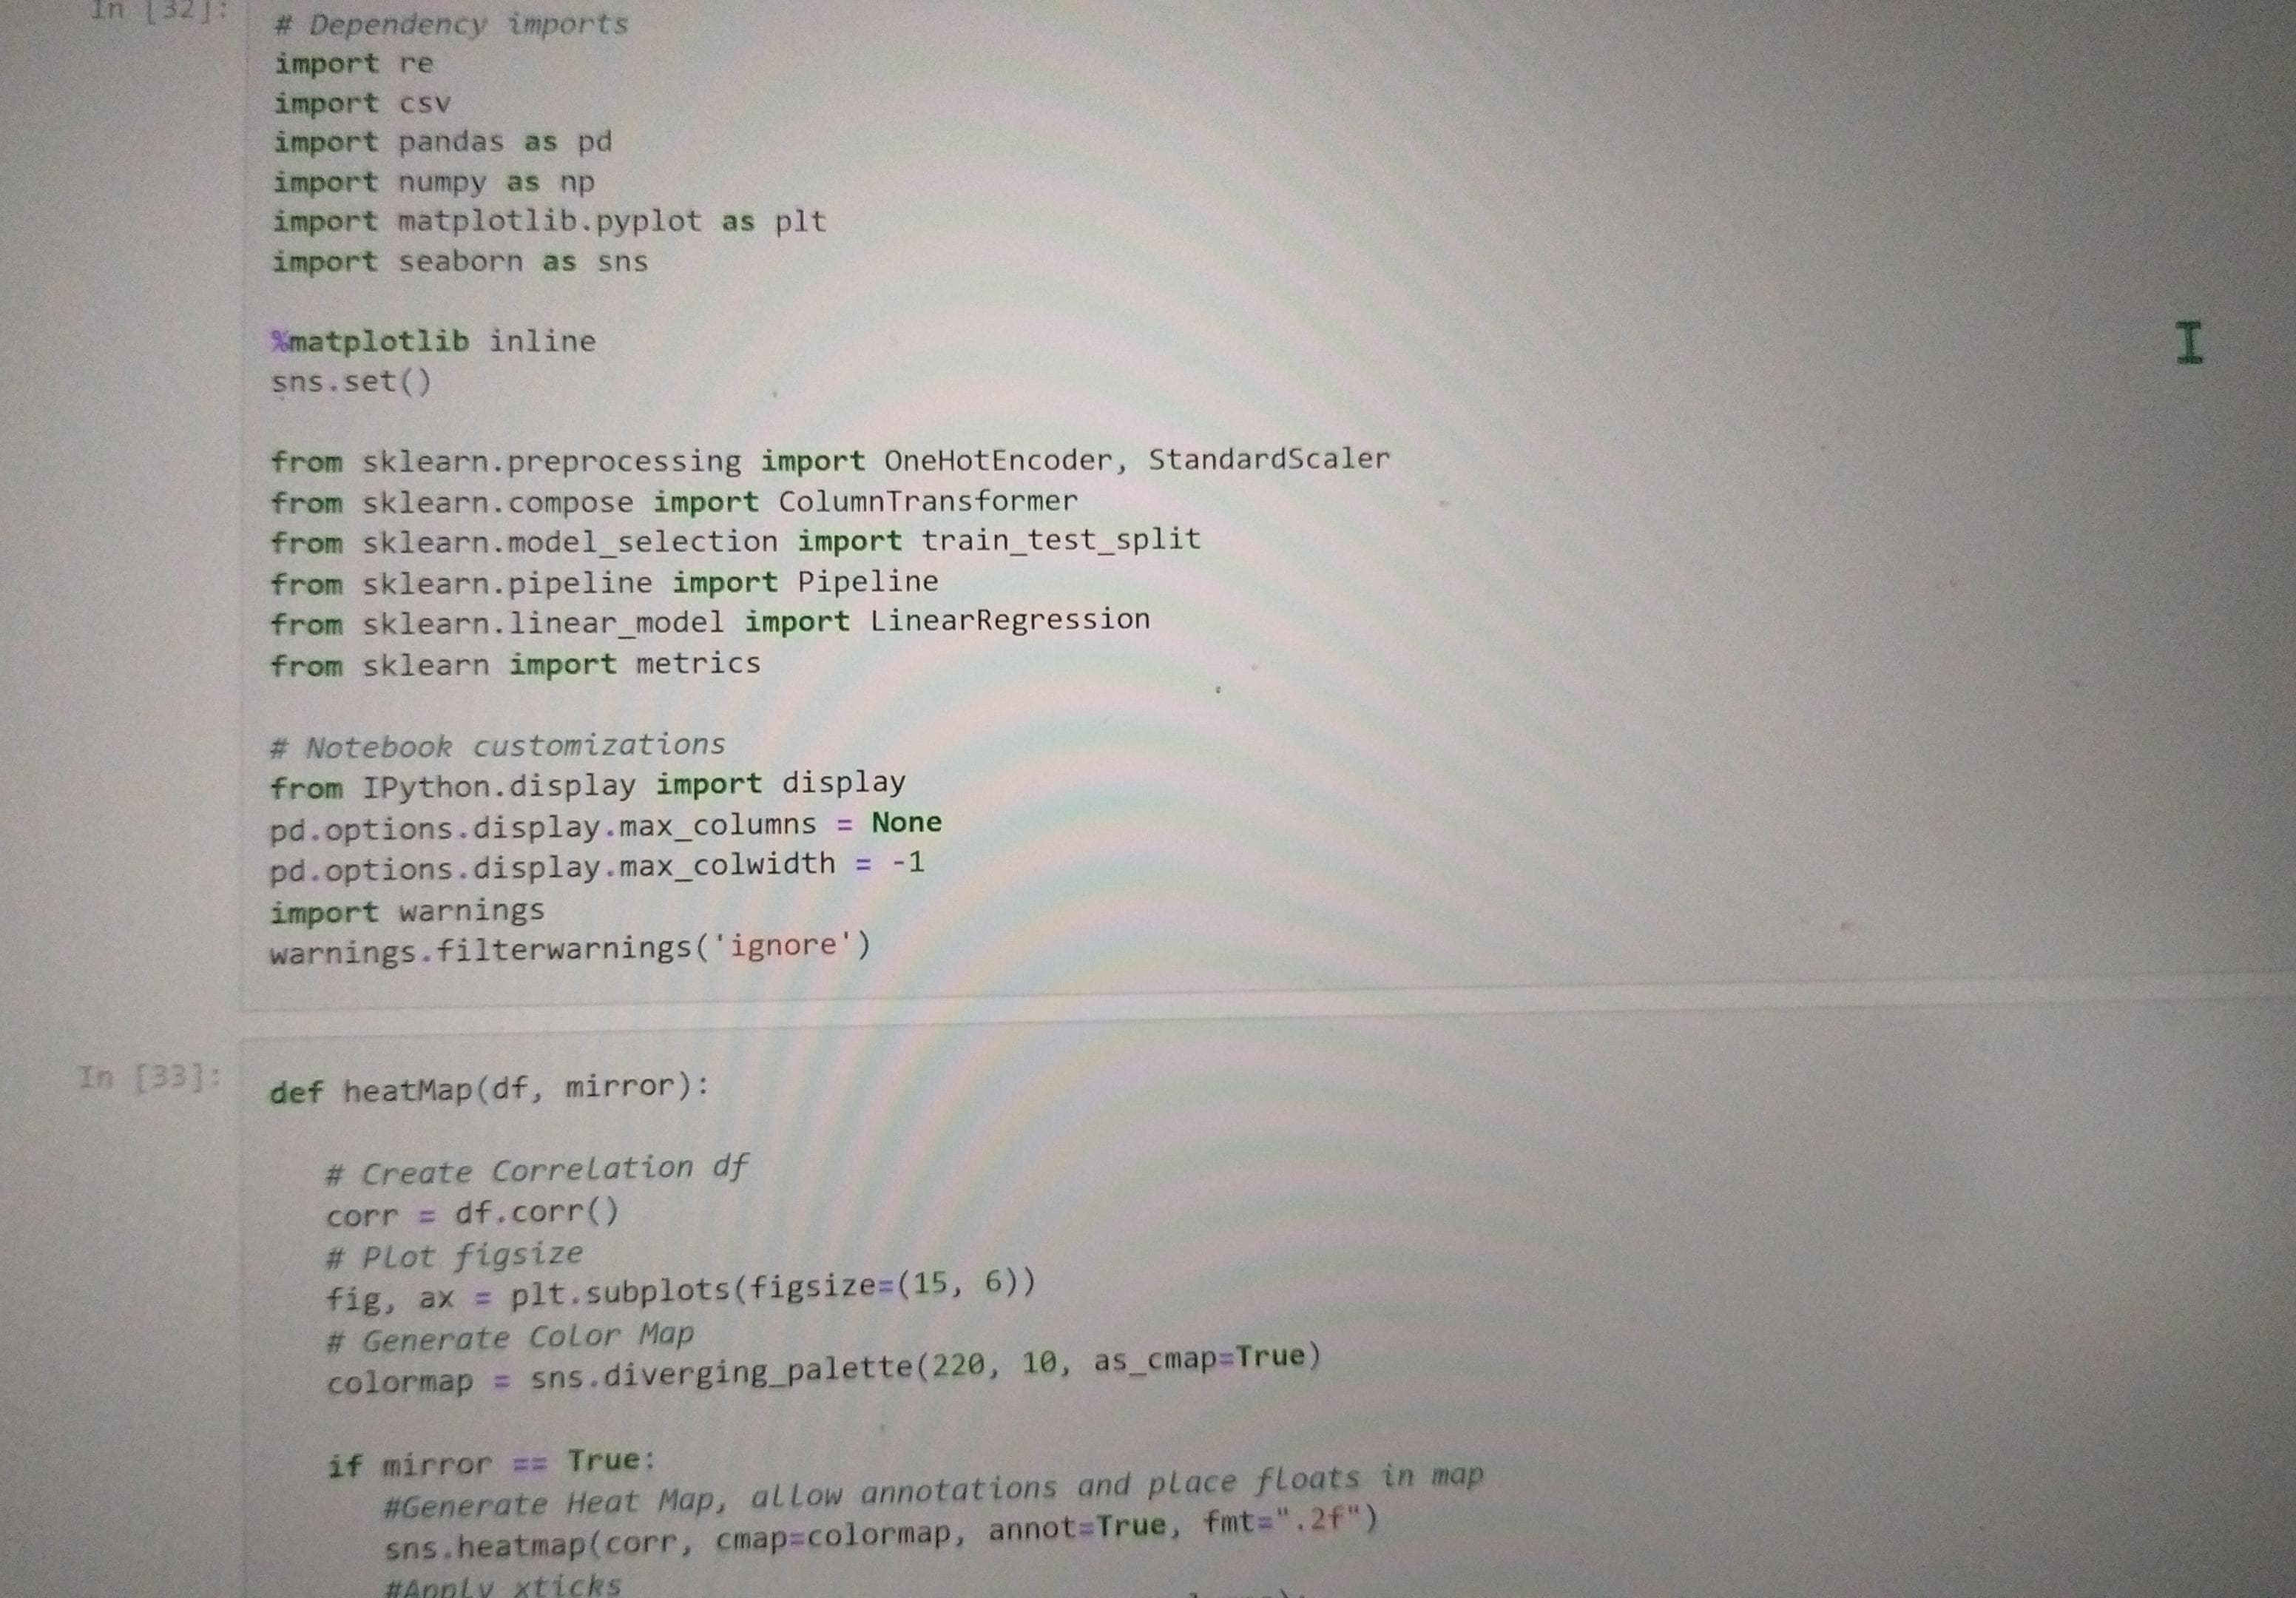 In [32]:
# Dependency imports
import re
import csv
import pandas as pd
import numpy as np
import matplotlib.pyplot as plt
import seaborn as sns
%matplotlib inline
sns.set()
from sklearn.preprocessing import OneHotEncoder, StandardScaler
from sklearn.compose import ColumnTransformer
from sklearn.model_selection import train_test_split
from sklearn.pipeline import Pipeline
from sklearn.linear_model import LinearRegression
from sklearn import metrics
# Notebook customizations
from IPython.display import display
pd.options.display.max_columns = None
pd.options.display.max_colwidth = -1
import warnings
warnings.filterwarnings('ignore')
In [33]:
def heatMap(df, mirror):
# Create Correlation df
corr = df.corr()
# Plot figsize
fig, ax = plt.subplots(figsize=(15, 6))
# Generate Color Map
colormap = sns.diverging_palette(220, 10, as_cmap=True)
if mirror == True:
#Generate Heat Map, allow annotations and place floats in map
sns.heatmap(corr, cmap=colormap, annot=True, fmt=".2f")
#Apply xticks